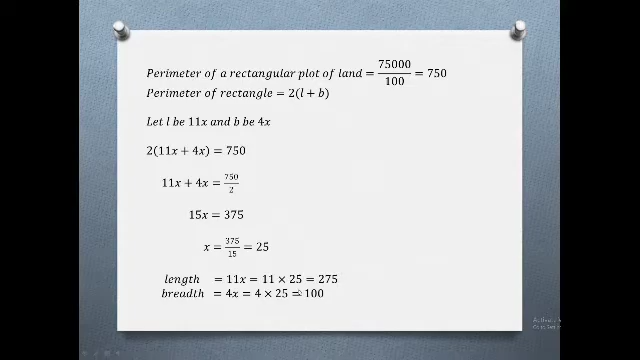 Perimeter of a rectangular plot of land = 75000/100 = 750
Perimeter of rectangle = 2(l + b)
Let l be 11x and b be 4x
2(11x + 4x) = 750
11x + 4x = 750/2
15x = 375
x = 375/15 = 25
length = 11x = 11 × 25 = 275
breadth = 4x = 4 × 25 = 100